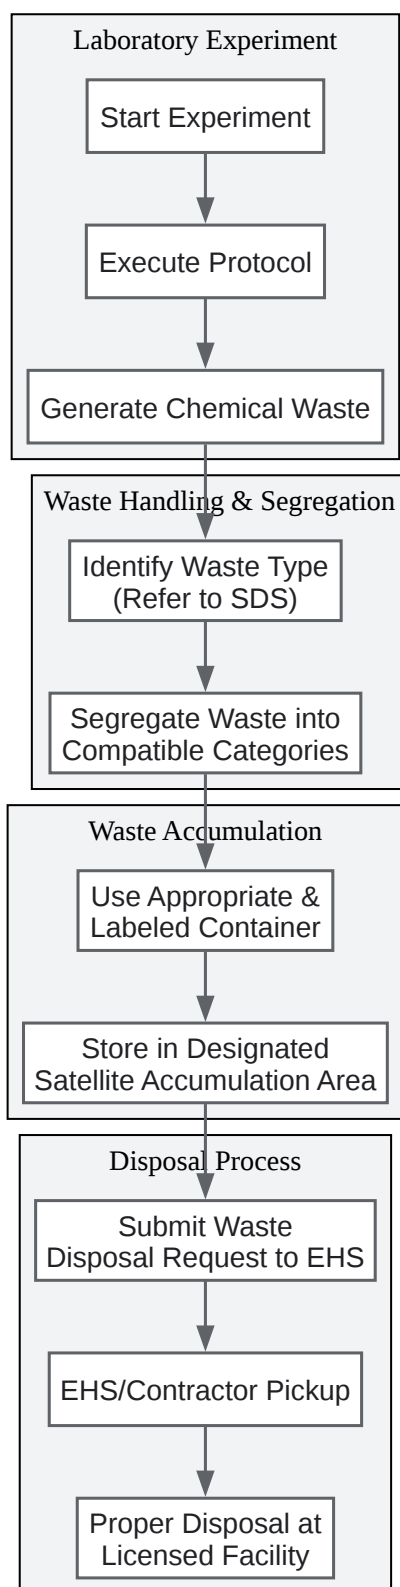 Laboratory Experiment
Start Experiment
Execute Protocol
Generate Chemical Waste
Waste Handling & Segregation
Identify Waste Type
(Refer to SDS)
Segregate Waste into
Compatible Categories
Waste Accumulation
Use Appropriate &
Labeled Container
Store in Designated
Satellite Accumulation Area
Disposal Process
Submit Waste
Disposal Request to EHS
EHS/Contractor Pickup
Proper Disposal at
Licensed Facility